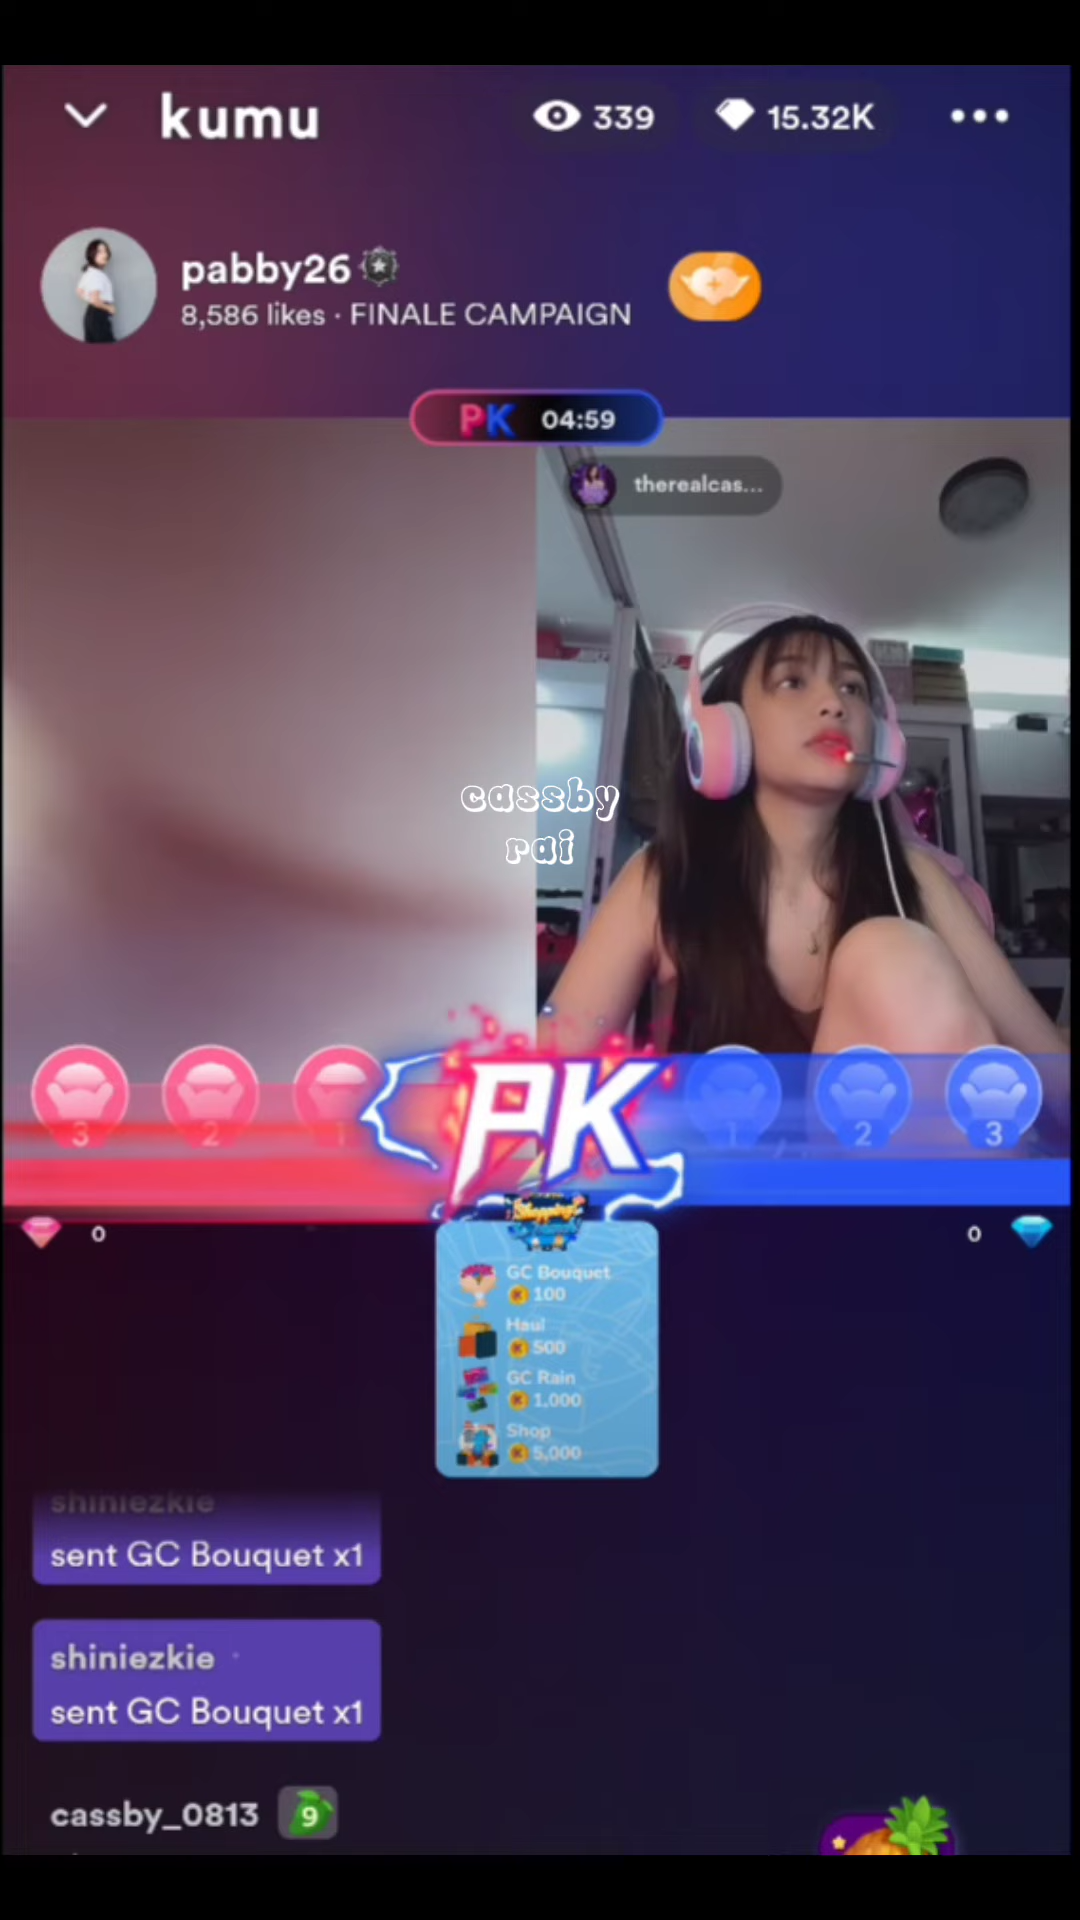 kumu
339
15.32K
pabby26
8,586 likes · FINALE CAMPAIGN
PK 04:59
therealcas...
cassby
rai
PK
3
2
1
1
2
3
0
0
Shopping
GC Bouquet
100
Haul
500
GC Rain
1,000
Shop
5,000
shiniezkie
sent GC Bouquet x1
shiniezkie
sent GC Bouquet x1
cassby_0813 9